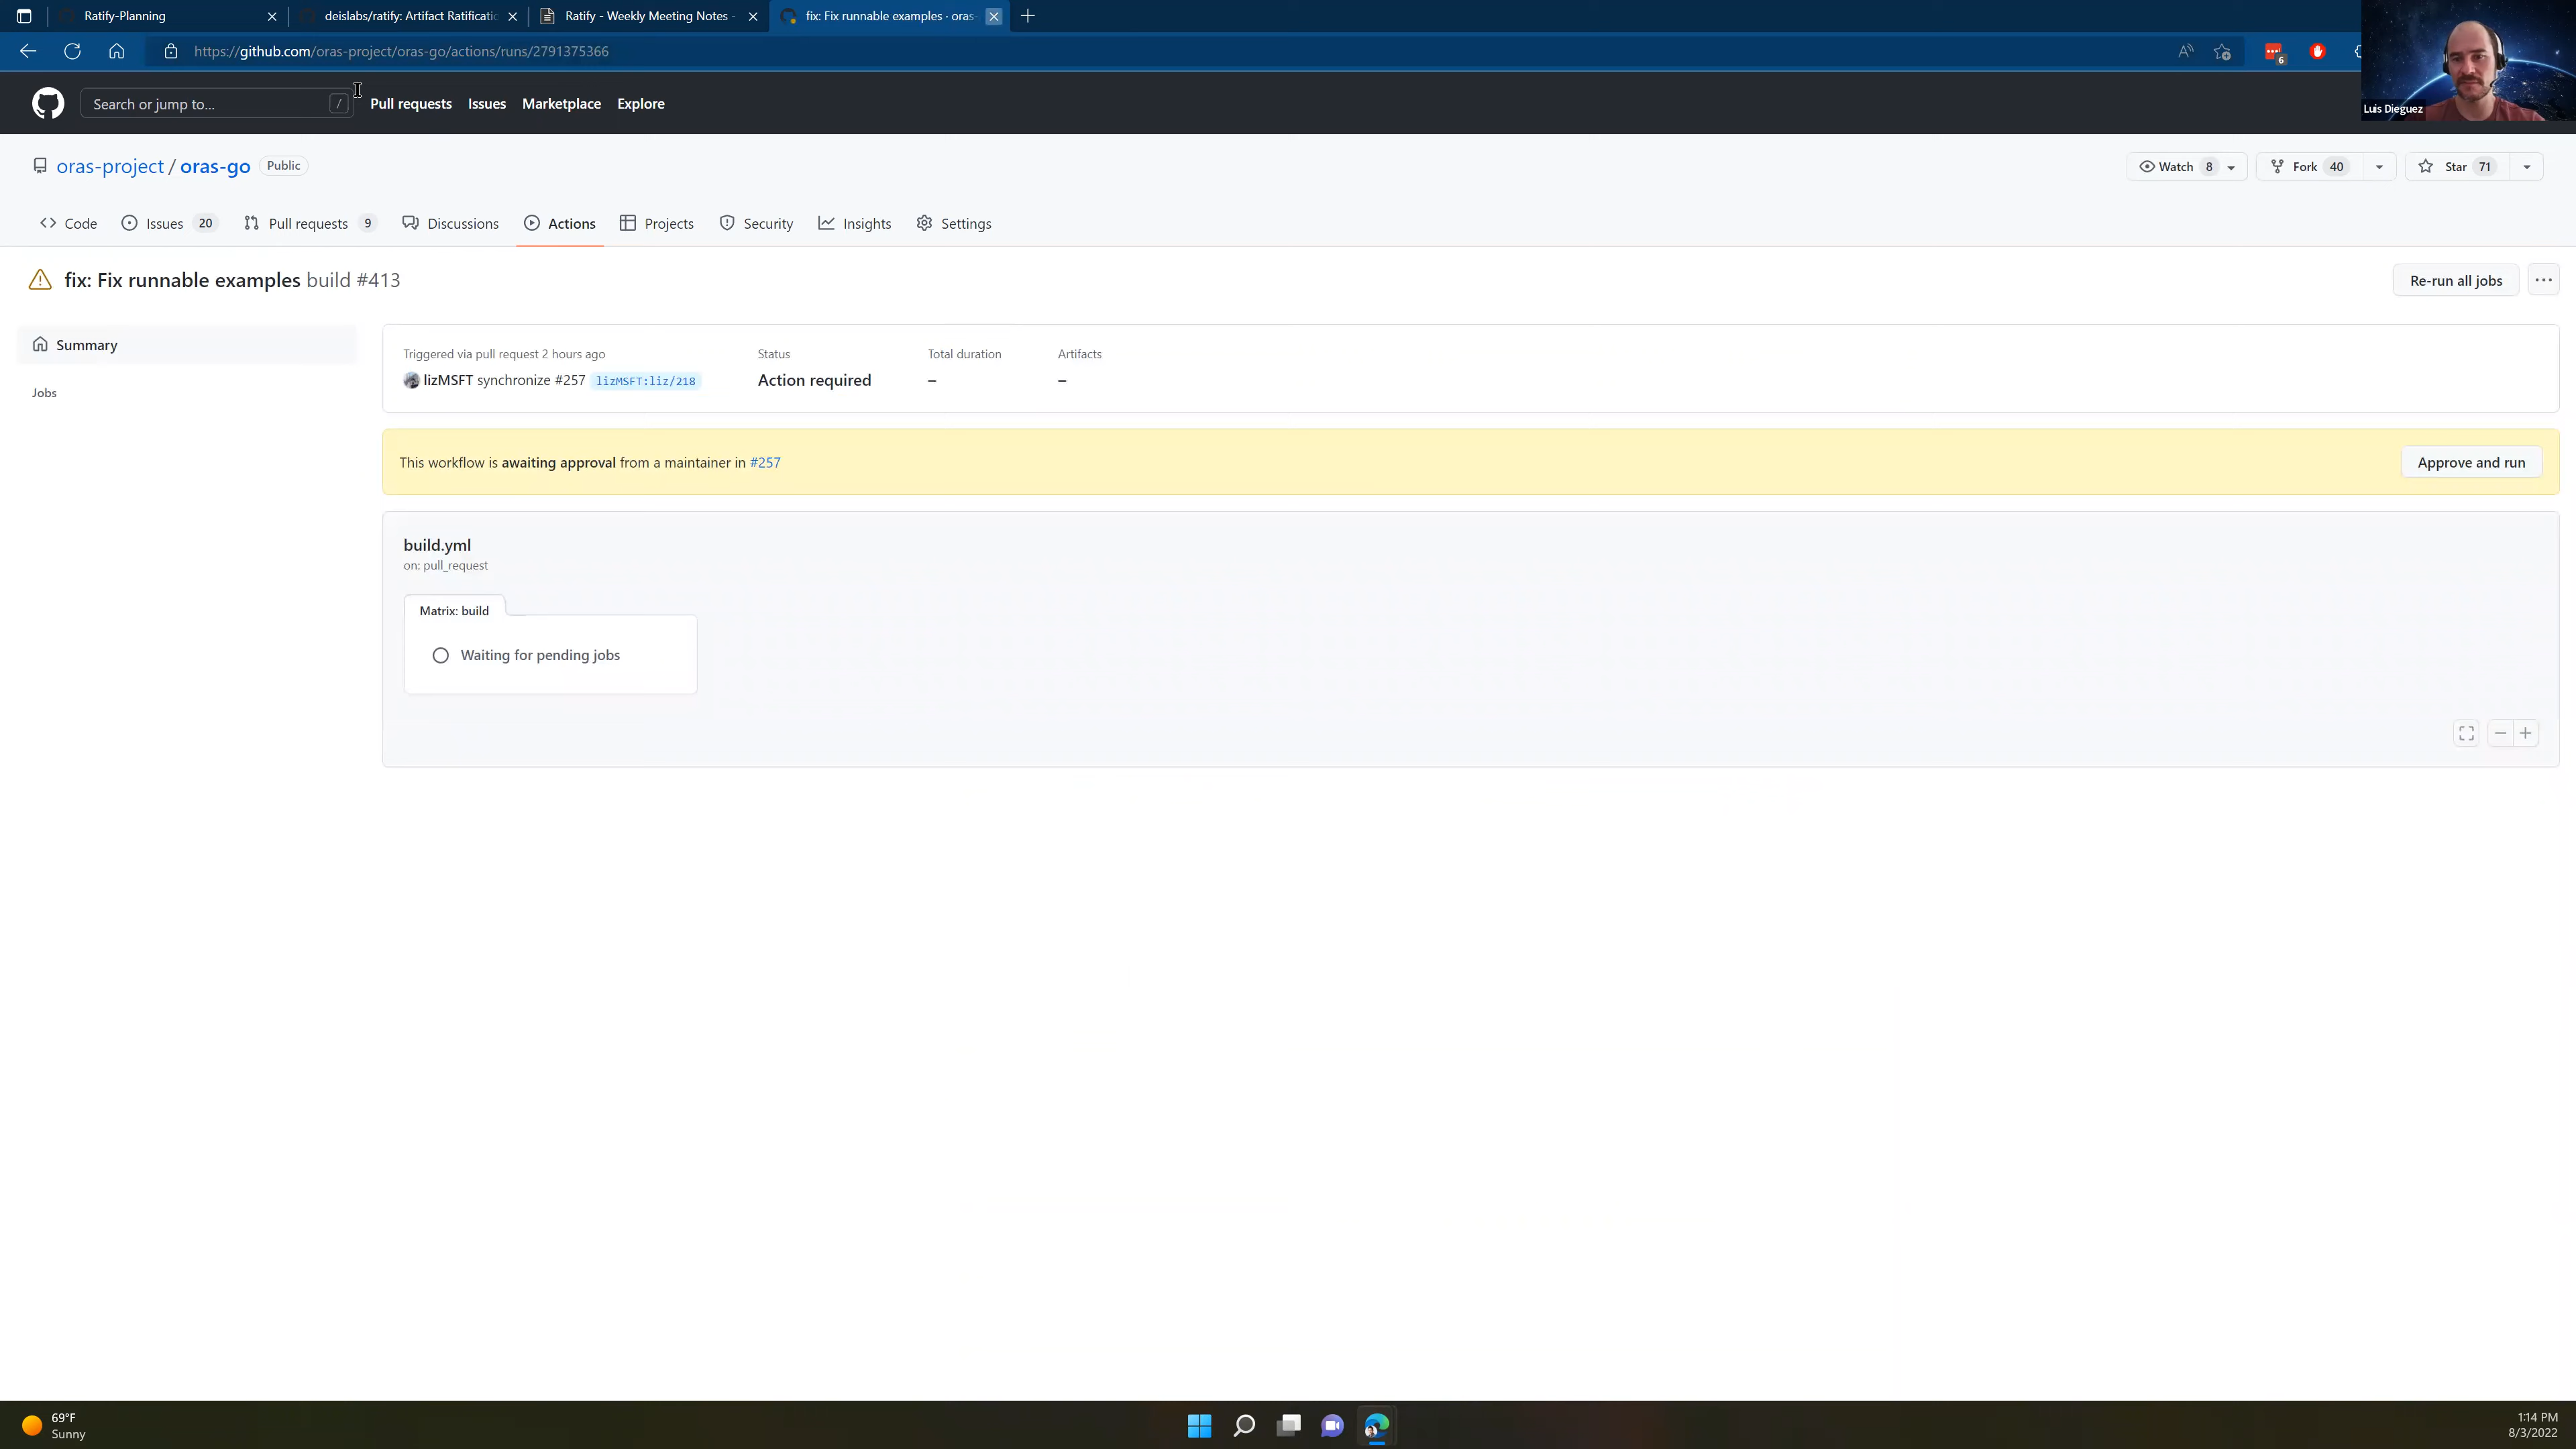 Ratify-Planning
deislabs/ratify: Artifact Ratificatio
Ratify - Weekly Meeting Notes -
fix: Fix runnable examples · oras-
https://github.com/oras-project/oras-go/actions/runs/2791375366
6
Luis Dieguez
Search or jump to...
/
Pull requests
Issues
Marketplace
Explore
oras-project / oras-go Public
Watch 8
Fork 40
Star 71
Code
Issues 20
Pull requests 9
Discussions
Actions
Projects
Security
Insights
Settings
fix: Fix runnable examples build #413
Re-run all jobs
Summary
Jobs
Triggered via pull request 2 hours ago
lizMSFT synchronize #257 lizMSFT:liz/218
Status
Action required
Total duration
–
Artifacts
–
This workflow is awaiting approval from a maintainer in #257
Approve and run
build.yml
on: pull_request
Matrix: build
Waiting for pending jobs
69°F
Sunny
1:14 PM
8/3/2022